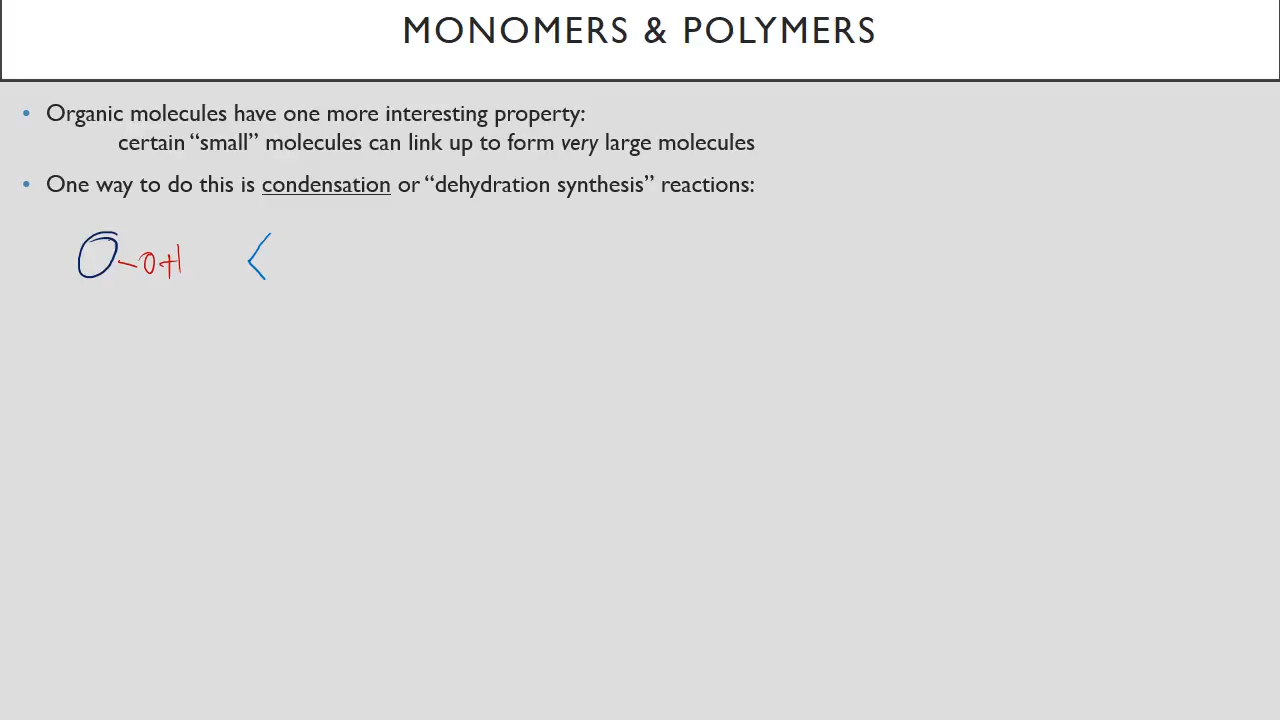 MONOMERS & POLYMERS
• Organic molecules have one more interesting property:
certain “small” molecules can link up to form very large molecules
• One way to do this is condensation or “dehydration synthesis” reactions:
-OH